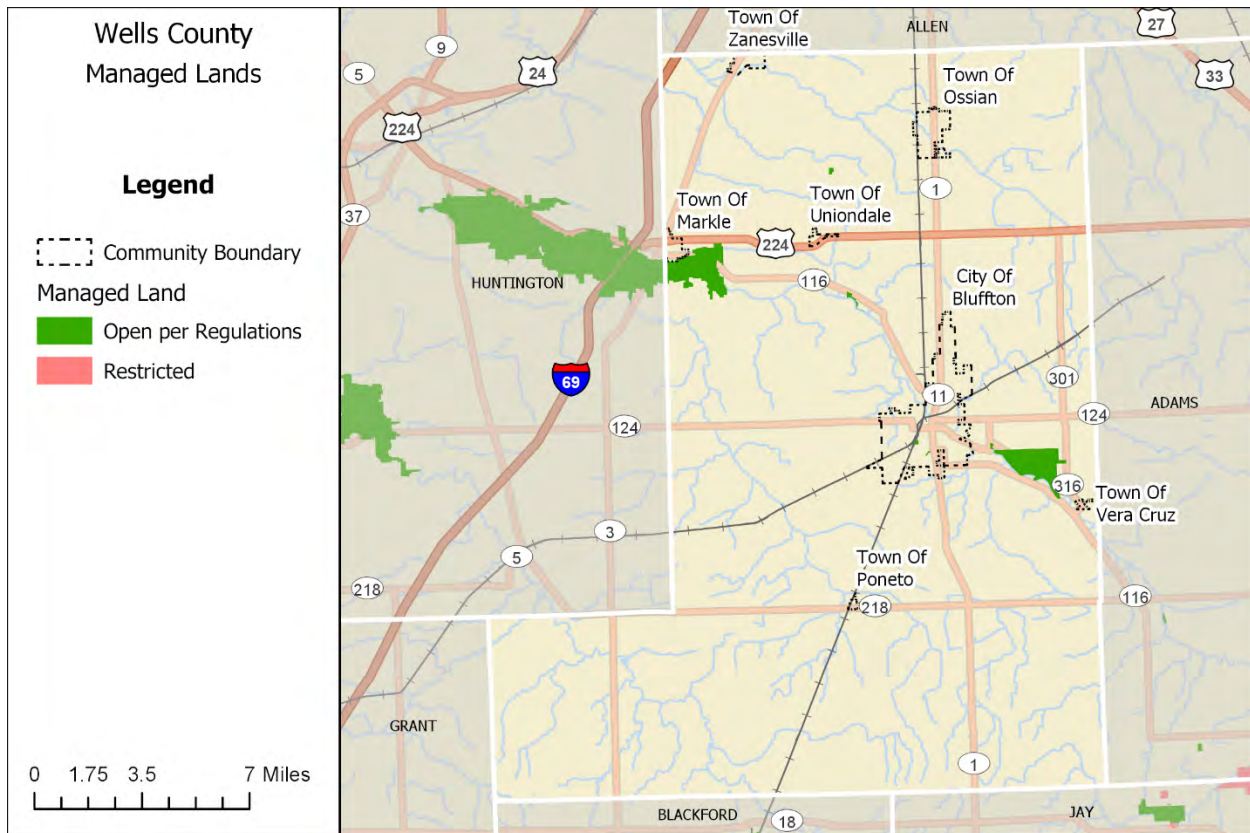 Wells County
Managed Lands
Legend
Community Boundary
Managed Land
Open per Regulations
Restricted
0 1.75 3.5 7 Miles
Town Of
Zanesville
ALLEN
27
9
5
24
33
Town Of
Ossian
224
1
37
Town Of
Markle
Town Of
Uniondale
224
HUNTINGTON
116
City Of
Bluffton
69
301
11
124
ADAMS
124
316
Town Of
Vera Cruz
3
5
218
Town Of
Poneto
218
116
GRANT
1
BLACKFORD
18
JAY